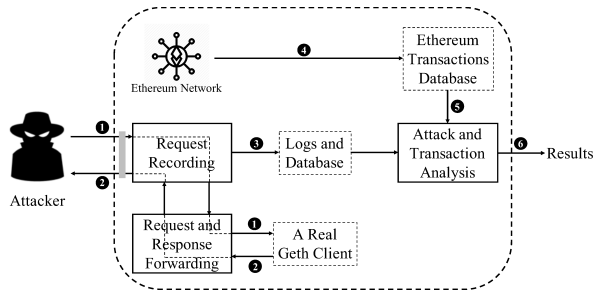 Ethereum Network
4
Ethereum
Transactions
Database
5
Attacker
1
2
Request
Recording
3
Logs and
Database
Attack and
Transaction
Analysis
6
Results
Request and
Response
Forwarding
1
2
A Real
Geth Client